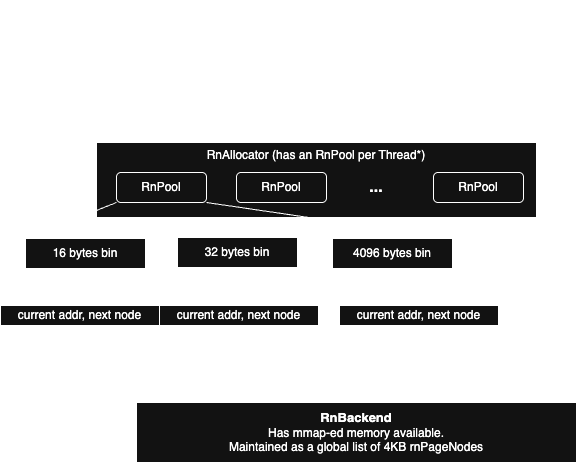 RnAllocator (has an RnPool per Thread*)
RnPool RnPool ... RnPool
16 bytes bin 32 bytes bin 4096 bytes bin
current addr, next node current addr, next node current addr, next node
RnBackend
Has mmap-ed memory available.
Maintained as a global list of 4KB rnPageNodes